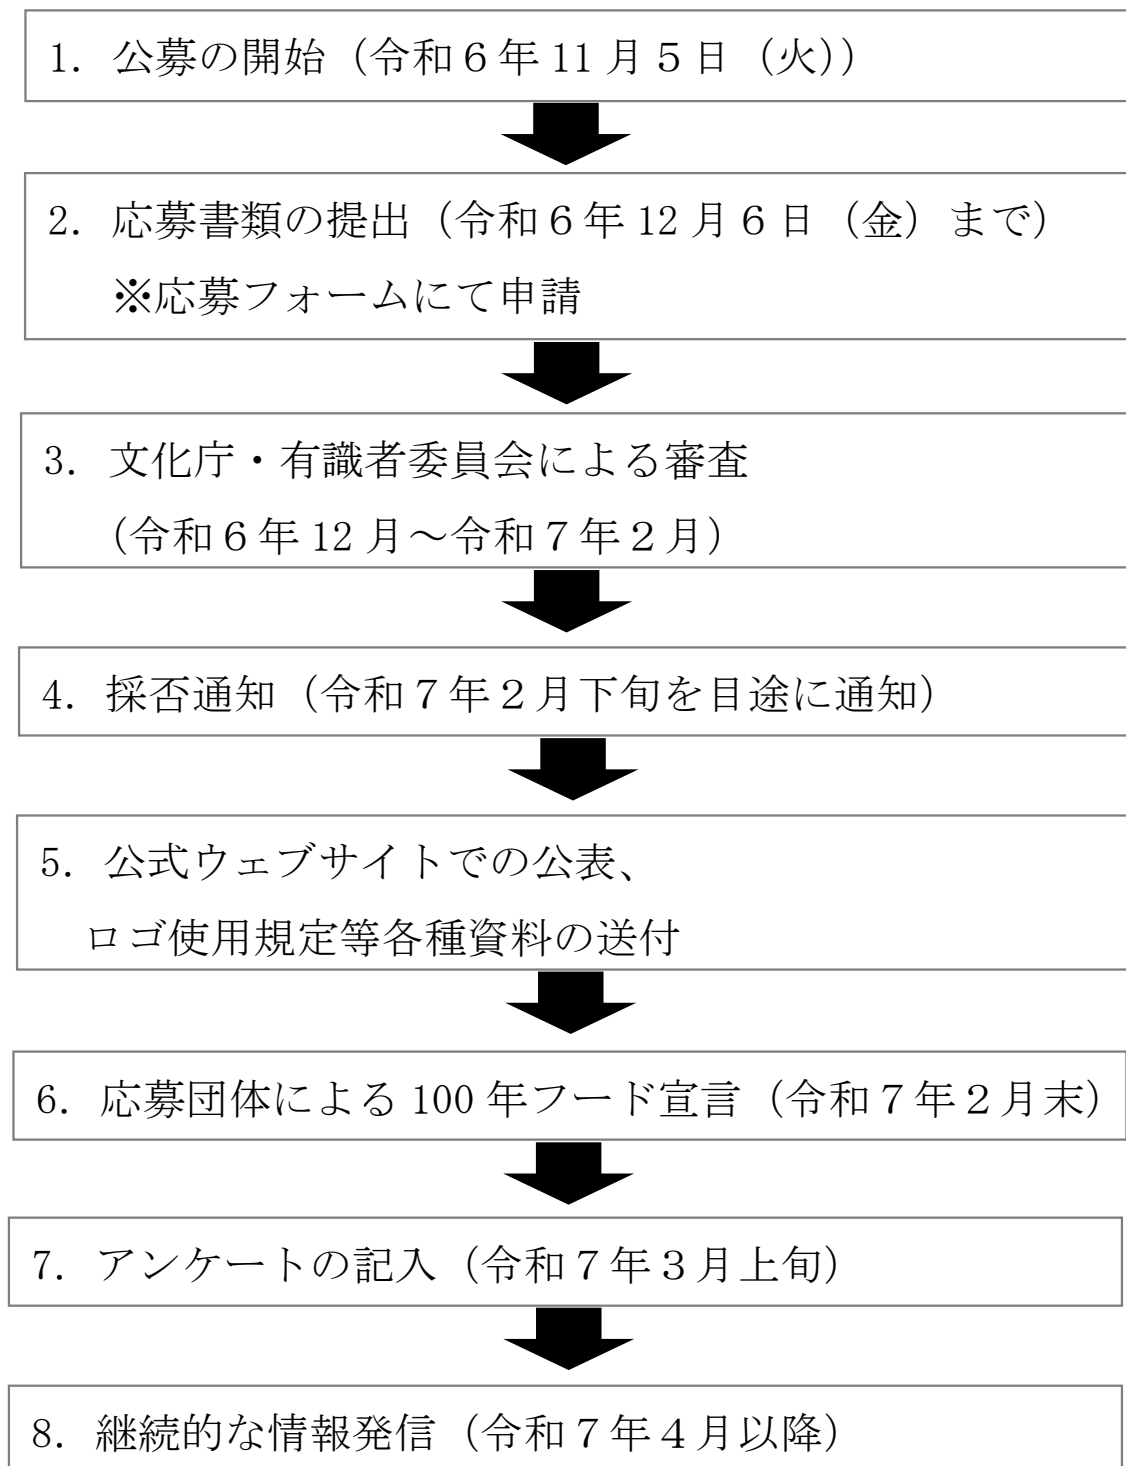 1. 公募の開始（令和６年 11 月５日（火））
2. 応募書類の提出（令和６年 12 月６日（金）まで）
※応募フォームにて申請
3. 文化庁・有識者委員会による審査
（令和６年 12 月～令和７年２月）
4. 採否通知（令和７年２月下旬を目途に通知）
5. 公式ウェブサイトでの公表、
ロゴ使用規定等各種資料の送付
6. 応募団体による 100 年フード宣言（令和７年２月末）
7. アンケートの記入（令和７年３月上旬）
8. 継続的な情報発信（令和７年４月以降）